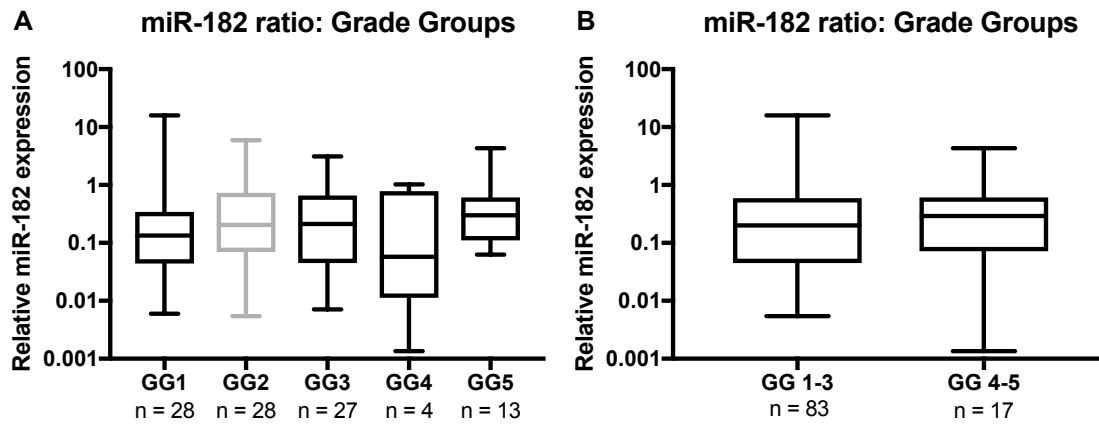 A miR-182 ratio: Grade Groups
Relative miR-182 expression
100
10
1
0.1
0.01
0.001
GG1 GG2 GG3 GG4 GG5
n = 28 n = 28 n = 27 n = 4 n = 13
B miR-182 ratio: Grade Groups
Relative miR-182 expression
100
10
1
0.1
0.01
0.001
GG 1-3 GG 4-5
n = 83 n = 17